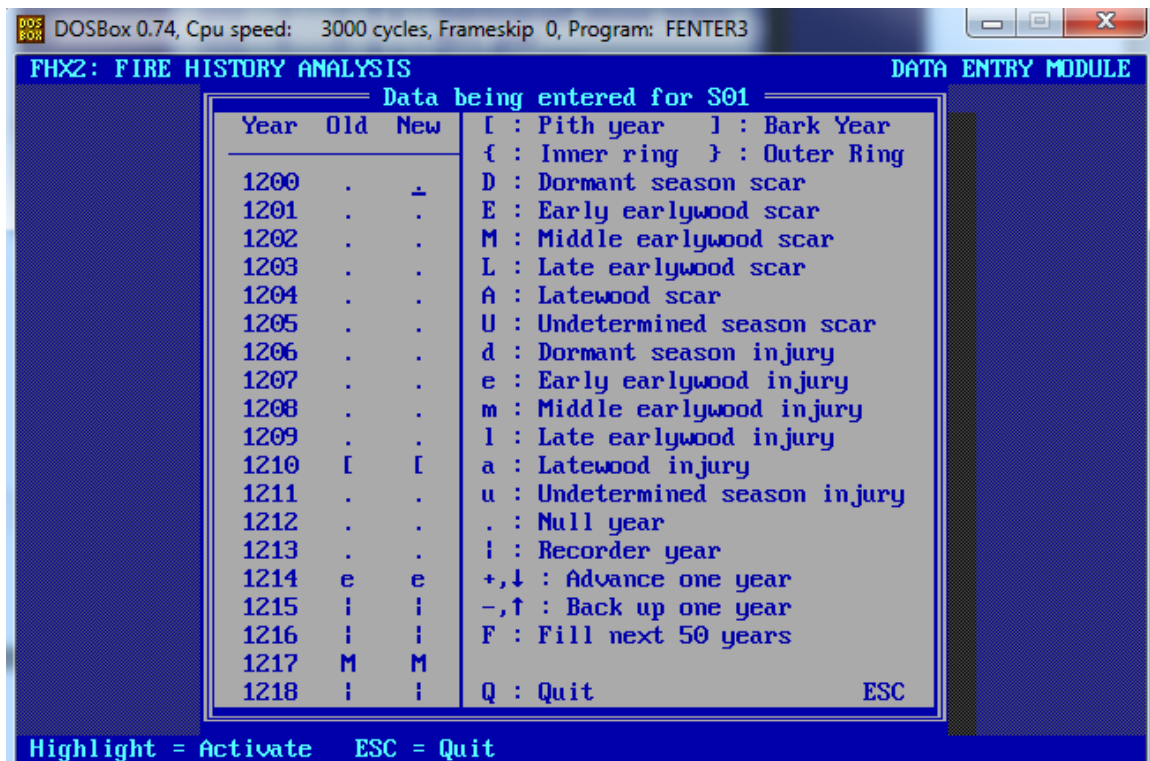 DOS BOX DOSBox 0.74, Cpu speed: 3000 cycles, Frameskip 0, Program: FENTER3
FHX2: FIRE HISTORY ANALYSIS DATA ENTRY MODULE
Data being entered for S01
Year Old New [ : Pith year ] : Bark Year
{ : Inner ring } : Outer Ring
1200 . . D : Dormant season scar
1201 . . E : Early earlywood scar
1202 . . M : Middle earlywood scar
1203 . . L : Late earlywood scar
1204 . . A : Latewood scar
1205 . . U : Undetermined season scar
1206 . . d : Dormant season injury
1207 . . e : Early earlywood injury
1208 . . m : Middle earlywood injury
1209 . . l : Late earlywood injury
1210 [ [ a : Latewood injury
1211 . . u : Undetermined season injury
1212 . . . : Null year
1213 . . ¦ : Recorder year
1214 e e +,↓ : Advance one year
1215 ¦ ¦ -,↑ : Back up one year
1216 ¦ ¦ F : Fill next 50 years
1217 M M
1218 ¦ ¦ Q : Quit ESC
Highlight = Activate ESC = Quit